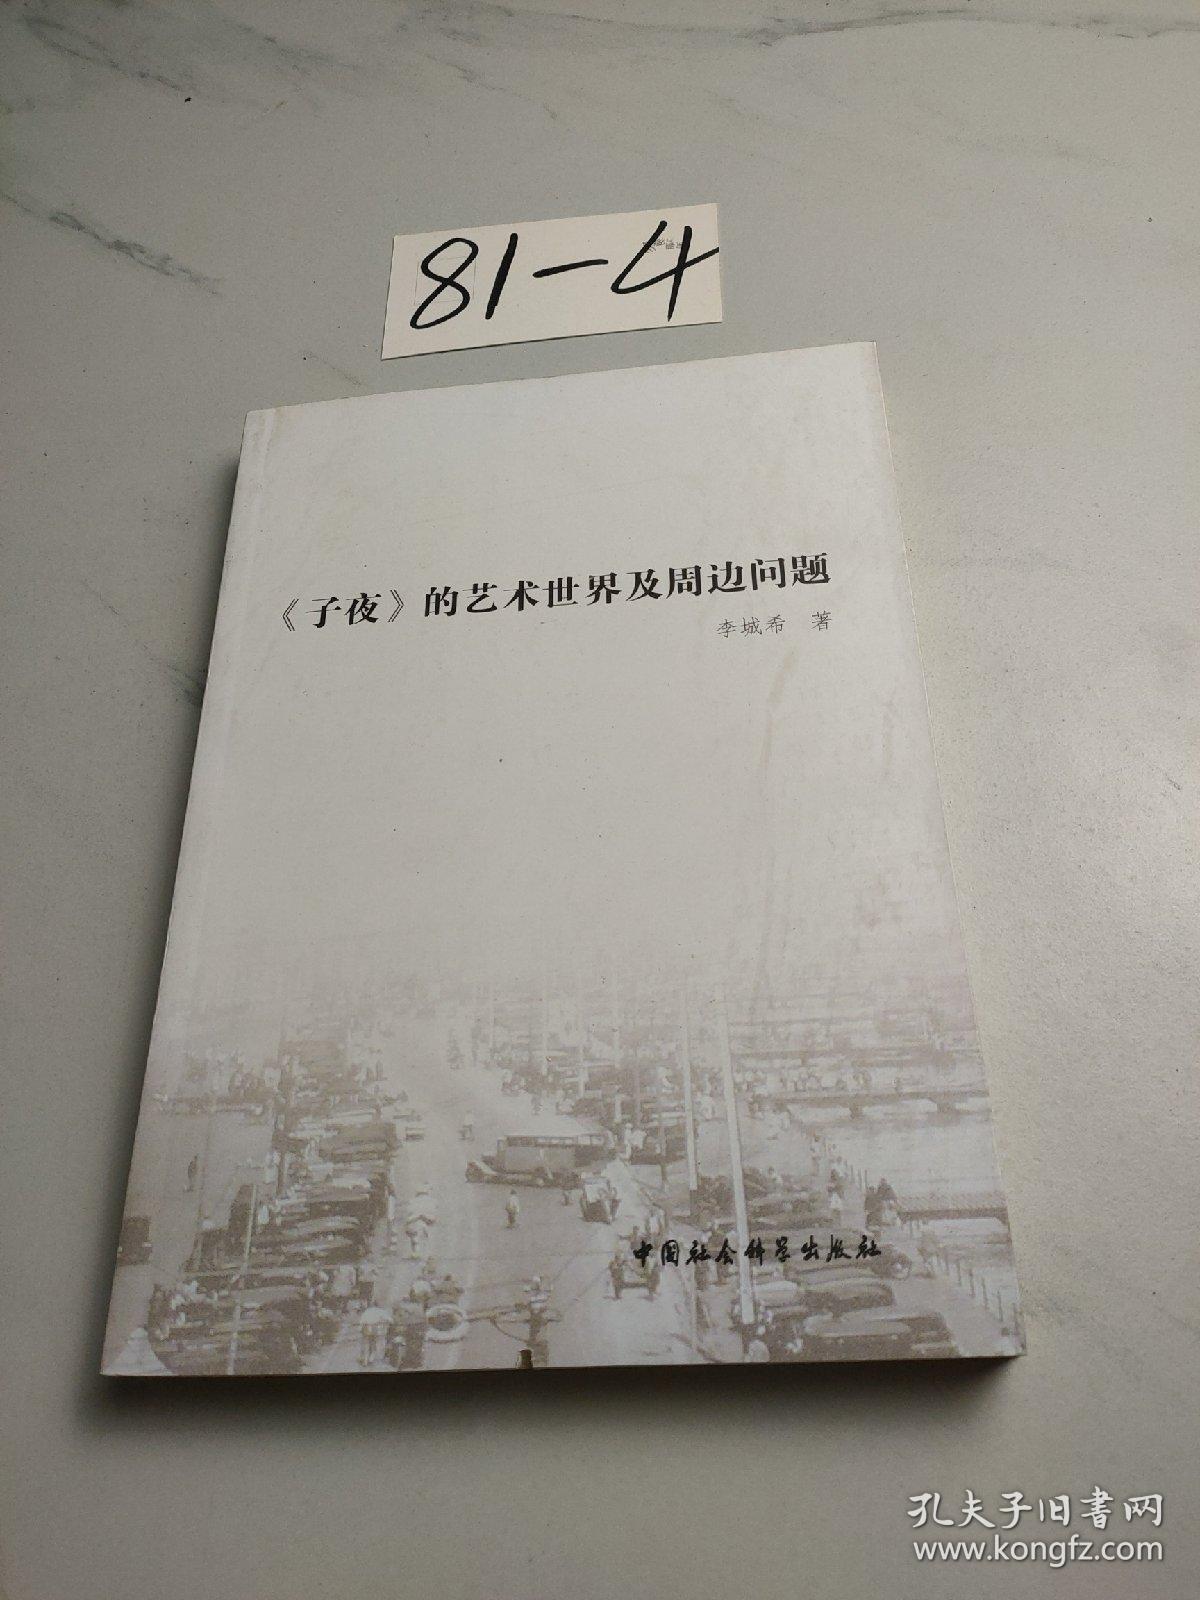 81-4
《子夜》的艺术世界及周边问题
李城希 著
中国社会科学出版社
孔夫子旧书网
www.kongfz.com